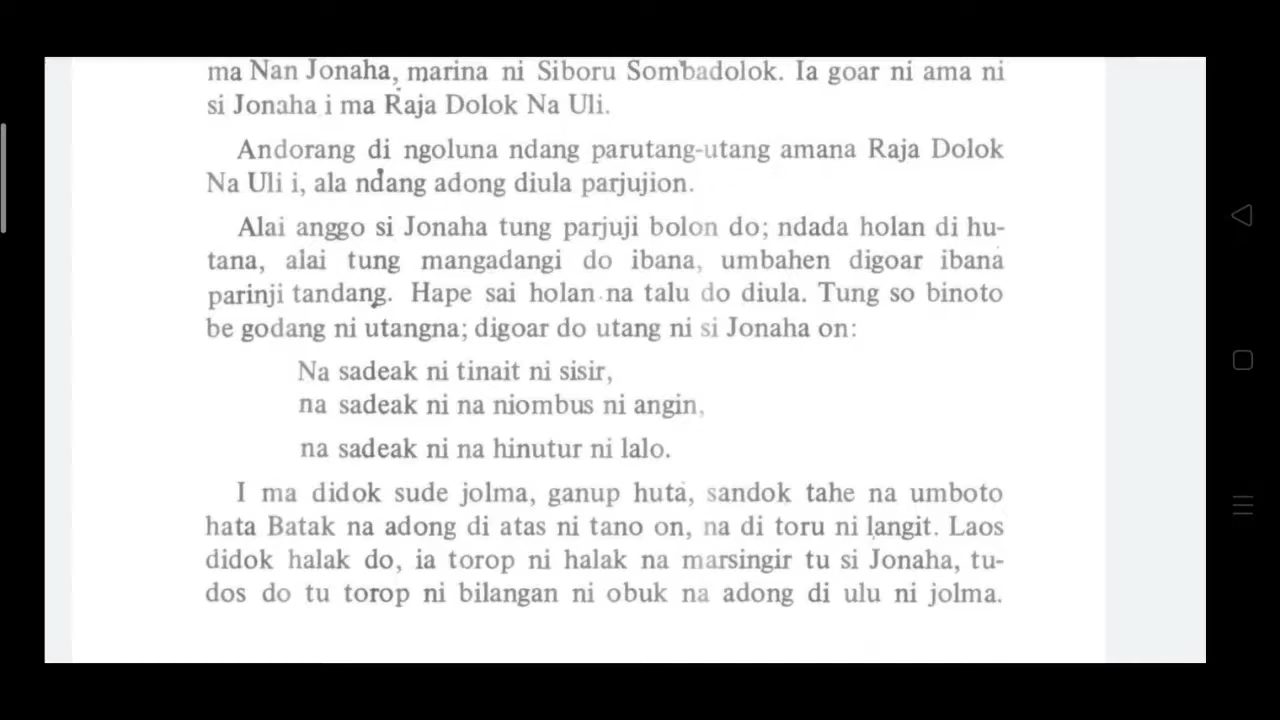 ma Nan Jonaha, marina ni Siboru Sombadolok. Ia goar ni ama ni
si Jonaha i ma Raja Dolok Na Uli.
Andorang di ngoluna ndang parutang-utang amana Raja Dolok
Na Uli i, ala ndang adong diula parjujion.
Alai anggo si Jonaha tung parjuji bolon do; ndada holan di hu-
tana, alai tung mangadangi do ibana, umbahen digoar ibana
parinji tandang. Hape sai holan na talu do diula. Tung so binoto
be godang ni utangna; digoar do utang ni si Jonaha on:
Na sadeak ni tinait ni sisir,
na sadeak ni na niombus ni angin,
na sadeak ni na hinutur ni lalo.
I ma didok sude jolma, ganup huta, sandok tahe na umboto
hata Batak na adong di atas ni tano on, na di toru ni langit. Laos
didok halak do, ia torop ni halak na marsingir tu si Jonaha, tu-
dos do tu torop ni bilangan ni obuk na adong di ulu ni jolma.